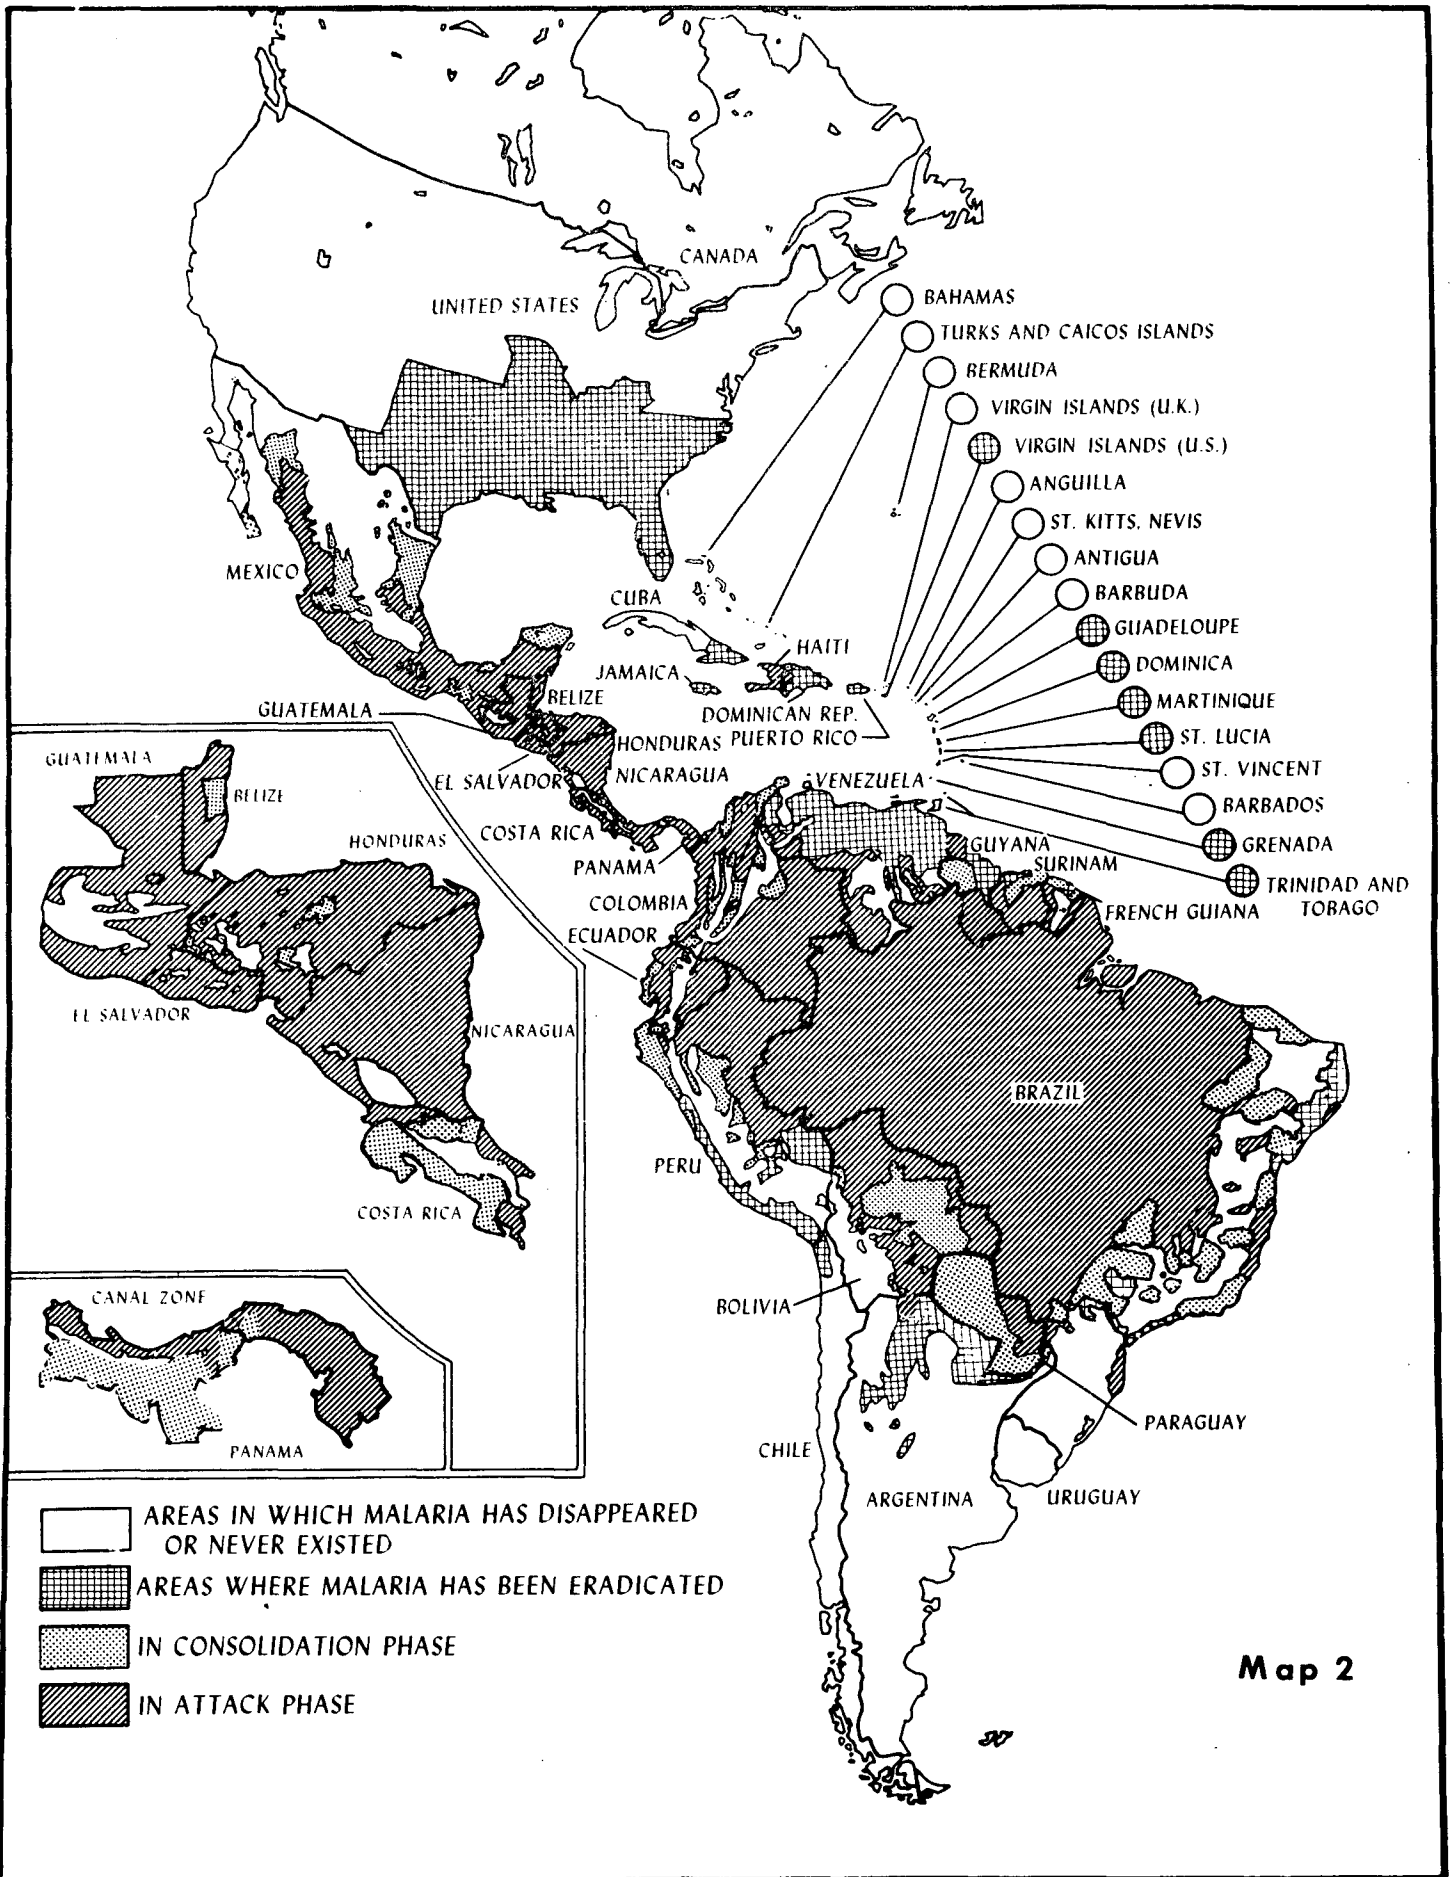 CANADA
UNITED STATES
BAHAMAS
TURKS AND CAICOS ISLANDS
BERMUDA
VIRGIN ISLANDS (U.K.)
VIRGIN ISLANDS (U.S.)
ANGUILLA
ST. KITTS, NEVIS
ANTIGUA
BARBUDA
GUADELOUPE
DOMINICA
MARTINIQUE
ST. LUCIA
ST. VINCENT
BARBADOS
GRENADA
TRINIDAD AND
TOBAGO
MEXICO
CUBA
HAITI
JAMAICA
BELIZE
DOMINICAN REP.
PUERTO RICO
GUATEMALA
HONDURAS
NICARAGUA
EL SALVADOR
VENEZUELA
COSTA RICA
PANAMA
GUYANA
SURINAM
FRENCH GUIANA
COLOMBIA
ECUADOR
BRAZIL
PERU
BOLIVIA
PARAGUAY
CHILE
ARGENTINA
URUGUAY
GUATEMALA
BELIZE
HONDURAS
EL SALVADOR
NICARAGUA
COSTA RICA
CANAL ZONE
PANAMA
AREAS IN WHICH MALARIA HAS DISAPPEARED
OR NEVER EXISTED
AREAS WHERE MALARIA HAS BEEN ERADICATED
IN CONSOLIDATION PHASE
IN ATTACK PHASE
Map 2